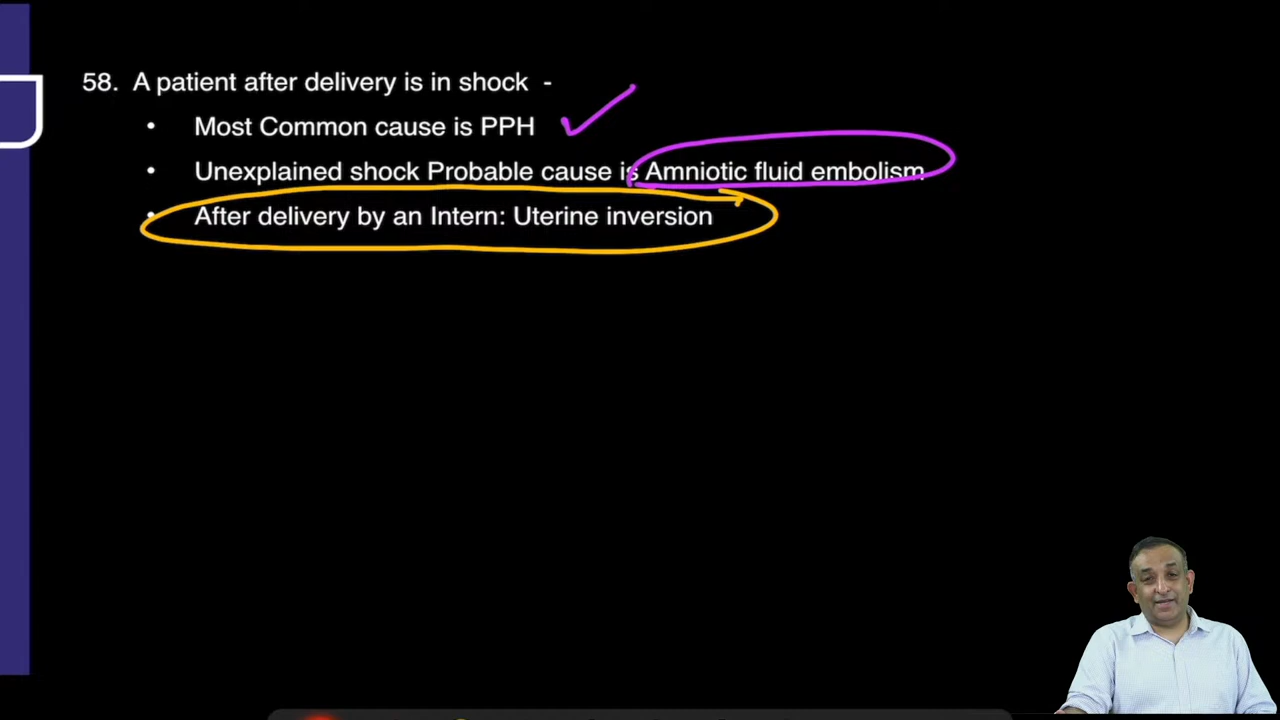 58. A patient after delivery is in shock -
• Most Common cause is PPH
• Unexplained shock Probable cause is Amniotic fluid embolism
• After delivery by an Intern: Uterine inversion